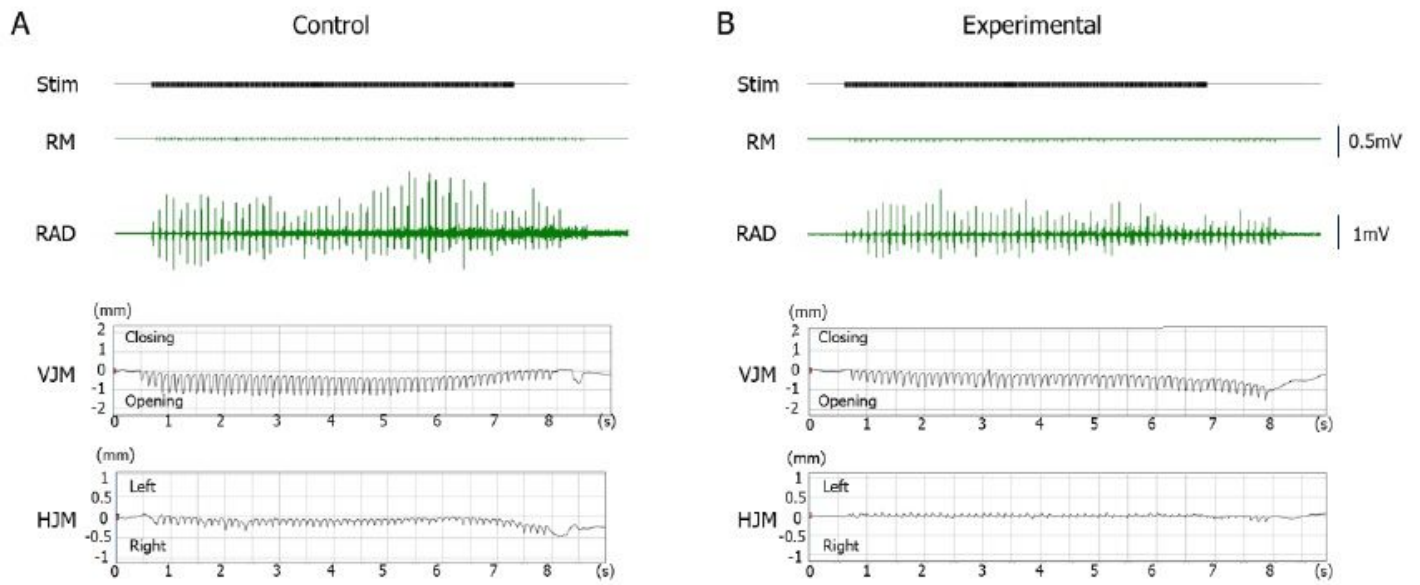 A
Control
Stim
RM
RAD
(mm)
2
1
0
-1
-2
Closing
Opening
VJM
0 1 2 3 4 5 6 7 8 (s)
(mm)
1
0.5
0
-0.5
-1
Left
Right
HJM
0 1 2 3 4 5 6 7 8 (s)
B
Experimental
Stim
RM
0.5mV
RAD
1mV
(mm)
2
1
0
-1
-2
Closing
Opening
VJM
0 1 2 3 4 5 6 7 8 (s)
(mm)
1
0.5
0
-0.5
-1
Left
Right
HJM
0 1 2 3 4 5 6 7 8 (s)